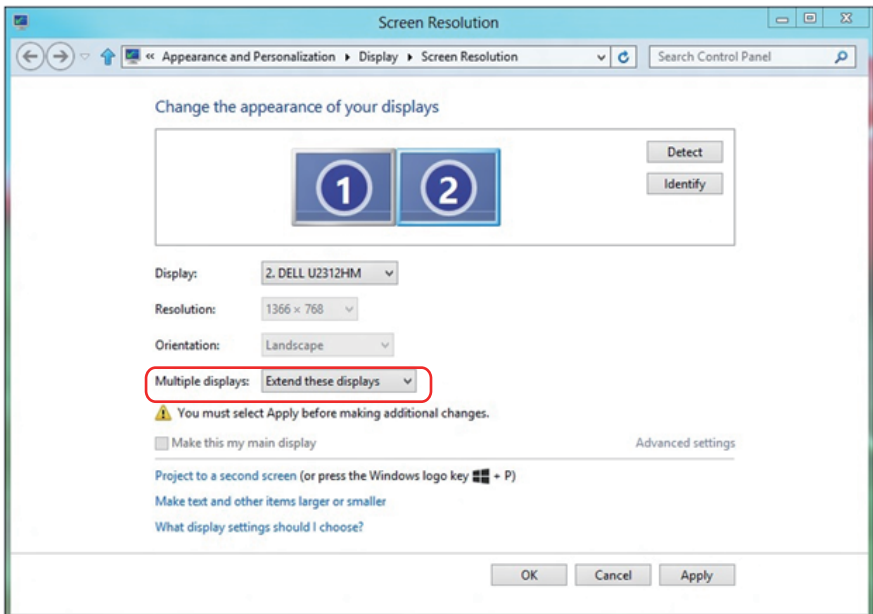 Screen Resolution
« Appearance and Personalization ▸ Display ▸ Screen Resolution
Search Control Panel
Change the appearance of your displays
1 2
Detect
Identify
Display: 2. DELL U2312HM
Resolution: 1366 × 768
Orientation: Landscape
Multiple displays: Extend these displays
You must select Apply before making additional changes.
Make this my main display
Advanced settings
Project to a second screen (or press the Windows logo key + P)
Make text and other items larger or smaller
What display settings should I choose?
OK Cancel Apply